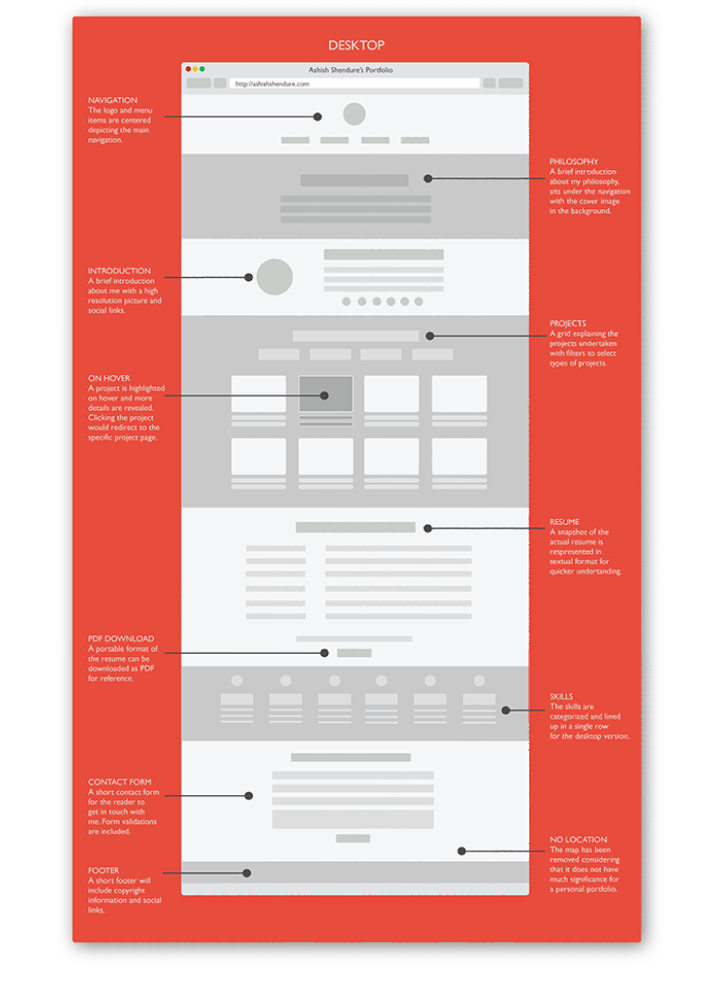 DESKTOP
Ashish Shendure's Portfolio
http://ashishshendure.com
NAVIGATION
The logo and menu
items are centered
depicting the main
navigation.
PHILOSOPHY
A brief introduction
about my philosophy,
sits under the navigation
with the cover image
in the background.
INTRODUCTION
A brief introduction
about me with a high
resolution picture and
social links.
PROJECTS
A grid explaining the
projects undertaken
with filters to select
types of projects.
ON HOVER
A project is highlighted
on hover and more
details are revealed.
Clicking the project
would redirect to the
specific project page.
RESUME
A snapshot of the
actual resume is
respresented in
textual format for
quicker undertanding.
PDF DOWNLOAD
A portable format of
the resume can be
downloaded as PDF
for reference.
SKILLS
The skills are
categorized and lined
up in a single row
for the desktop version.
CONTACT FORM
A short contact form
for the reader to
get in touch with
me. Form validations
are included.
NO LOCATION
The map has been
removed considering
that it does not have
much significance for
a personal portfolio.
FOOTER
A short footer will
include copyright
information and social
links.